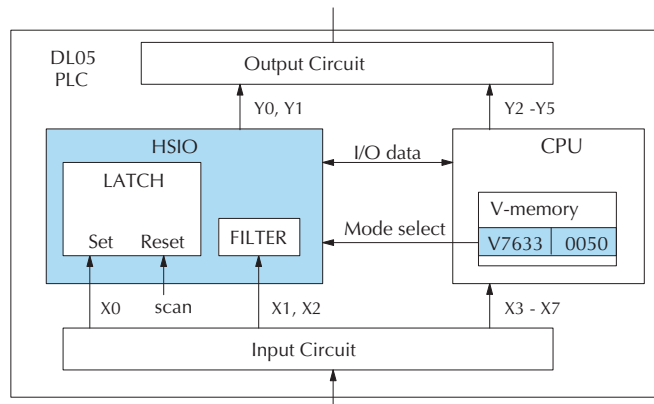 DL05
PLC
Output Circuit
Y0, Y1
Y2 -Y5
HSIO
I/O data
CPU
LATCH
V-memory
Mode select
V7633 0050
Set Reset
FILTER
X0
scan
X1, X2
X3 - X7
Input Circuit